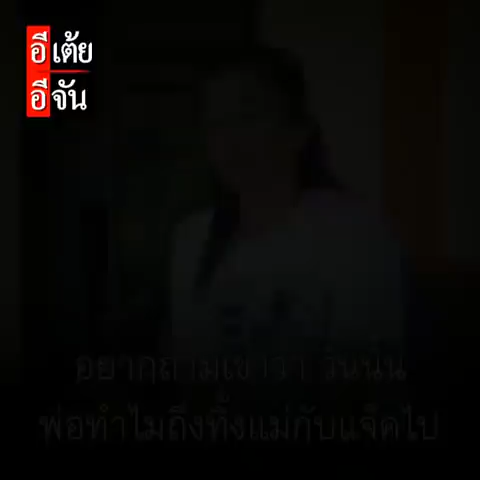 อีเต้ย
อีจัน
อยากถามเขาว่า วันนั้น
พ่อทำไมถึงทิ้งแม่กับแจ็ดไป